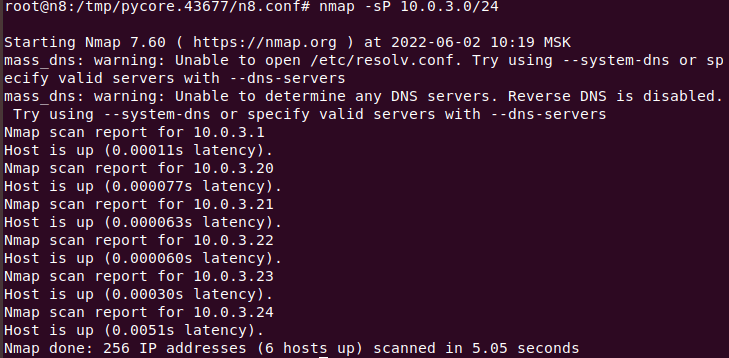 root@n8:/tmp/pycore.43677/n8.conf# nmap -sP 10.0.3.0/24
Starting Nmap 7.60 ( https://nmap.org ) at 2022-06-02 10:19 MSK
mass_dns: warning: Unable to open /etc/resolv.conf. Try using --system-dns or sp
ecify valid servers with --dns-servers
mass_dns: warning: Unable to determine any DNS servers. Reverse DNS is disabled.
 Try using --system-dns or specify valid servers with --dns-servers
Nmap scan report for 10.0.3.1
Host is up (0.00011s latency).
Nmap scan report for 10.0.3.20
Host is up (0.000077s latency).
Nmap scan report for 10.0.3.21
Host is up (0.000063s latency).
Nmap scan report for 10.0.3.22
Host is up (0.000060s latency).
Nmap scan report for 10.0.3.23
Host is up (0.00030s latency).
Nmap scan report for 10.0.3.24
Host is up (0.0051s latency).
Nmap done: 256 IP addresses (6 hosts up) scanned in 5.05 seconds